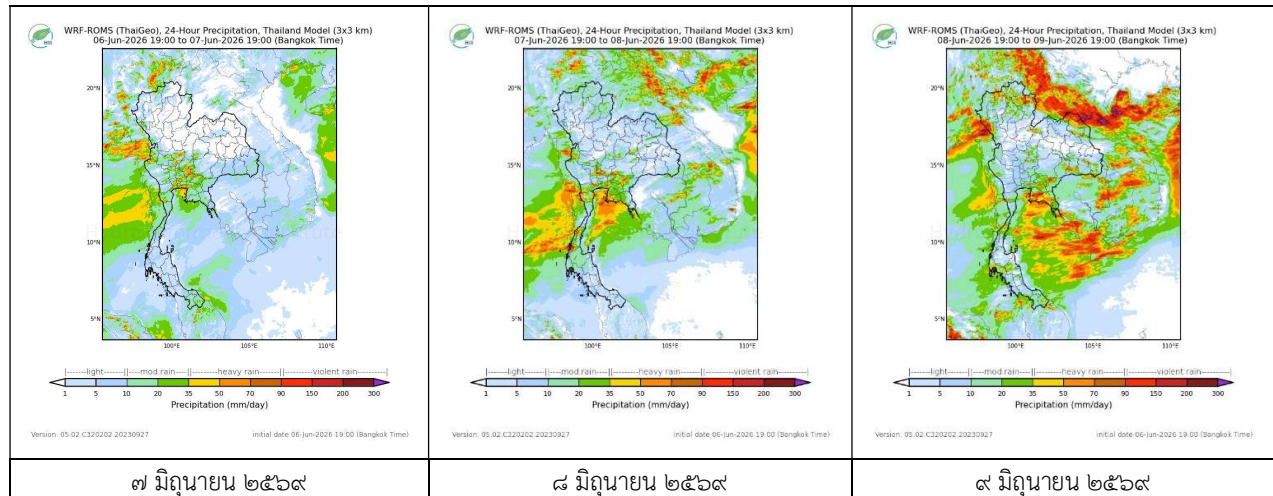 WRF-ROMS (ThaiGeo), 24-Hour Precipitation, Thailand Model (3x3 km)
06-Jun-2026 19:00 to 07-Jun-2026 19:00 (Bangkok Time)
20°N
15°N
10°N
5°N
100°E
105°E
110°E
|-------light-------||----mod rain----||-------heavy rain-------||-------violent rain-------|
1 5 10 20 35 50 70 90 150 200 300
Precipitation (mm/day)
Version: 05.02.C320202.20230927
initial date 06-Jun-2026 19:00 (Bangkok Time)
๗ มิถุนายน ๒๕๖๙
WRF-ROMS (ThaiGeo), 24-Hour Precipitation, Thailand Model (3x3 km)
07-Jun-2026 19:00 to 08-Jun-2026 19:00 (Bangkok Time)
20°N
15°N
10°N
5°N
100°E
105°E
110°E
|-------light-------||----mod rain----||-------heavy rain-------||-------violent rain-------|
1 5 10 20 35 50 70 90 150 200 300
Precipitation (mm/day)
Version: 05.02.C320202.20230927
initial date 06-Jun-2026 19:00 (Bangkok Time)
๘ มิถุนายน ๒๕๖๙
WRF-ROMS (ThaiGeo), 24-Hour Precipitation, Thailand Model (3x3 km)
08-Jun-2026 19:00 to 09-Jun-2026 19:00 (Bangkok Time)
20°N
15°N
10°N
5°N
100°E
105°E
110°E
|-------light-------||----mod rain----||-------heavy rain-------||-------violent rain-------|
1 5 10 20 35 50 70 90 150 200 300
Precipitation (mm/day)
Version: 05.02.C320202.20230927
initial date 06-Jun-2026 19:00 (Bangkok Time)
๙ มิถุนายน ๒๕๖๙